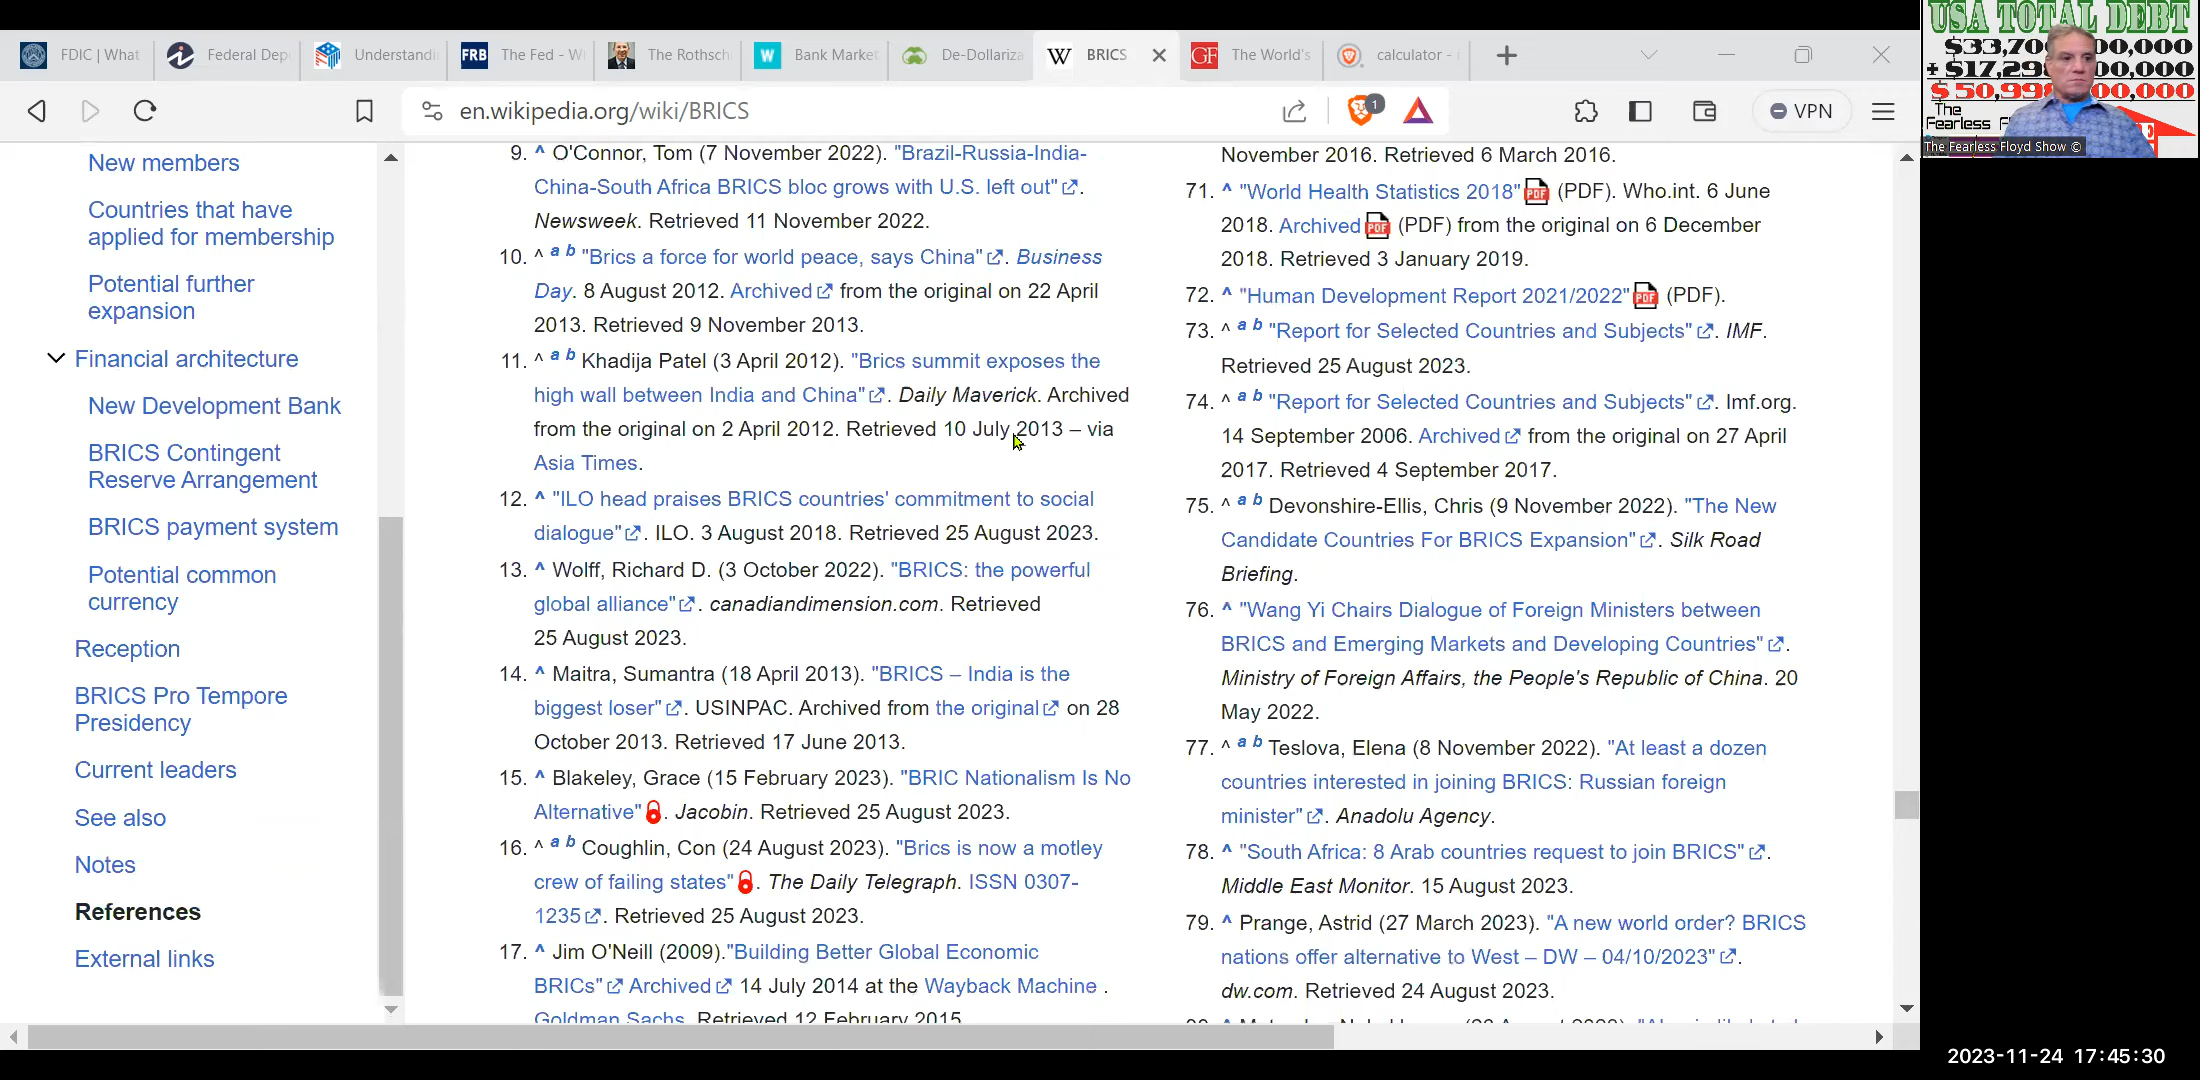 FDIC | What
Federal Dep
Understandi
FRB The Fed - W
The Rothsch
W Bank Market
De-Dollariza
W BRICS
GF The World's
calculator -
en.wikipedia.org/wiki/BRICS
1
VPN
USA TOTAL DEBT
$33,70 00,000
+ $17,29 00,000
$ 50,99 00,000
The
Fearless F
The Fearless Floyd Show ©
New members
Countries that have
applied for membership
Potential further
expansion
Financial architecture
New Development Bank
BRICS Contingent
Reserve Arrangement
BRICS payment system
Potential common
currency
Reception
BRICS Pro Tempore
Presidency
Current leaders
See also
Notes
References
External links
9. ^ O'Connor, Tom (7 November 2022). "Brazil-Russia-India-
China-South Africa BRICS bloc grows with U.S. left out".
Newsweek. Retrieved 11 November 2022.
10. ^ a b "Brics a force for world peace, says China". Business
Day. 8 August 2012. Archived from the original on 22 April
2013. Retrieved 9 November 2013.
11. ^ a b Khadija Patel (3 April 2012). "Brics summit exposes the
high wall between India and China". Daily Maverick. Archived
from the original on 2 April 2012. Retrieved 10 July 2013 – via
Asia Times.
12. ^ "ILO head praises BRICS countries' commitment to social
dialogue". ILO. 3 August 2018. Retrieved 25 August 2023.
13. ^ Wolff, Richard D. (3 October 2022). "BRICS: the powerful
global alliance". canadiandimension.com. Retrieved
25 August 2023.
14. ^ Maitra, Sumantra (18 April 2013). "BRICS – India is the
biggest loser". USINPAC. Archived from the original on 28
October 2013. Retrieved 17 June 2013.
15. ^ Blakeley, Grace (15 February 2023). "BRIC Nationalism Is No
Alternative". Jacobin. Retrieved 25 August 2023.
16. ^ a b Coughlin, Con (24 August 2023). "Brics is now a motley
crew of failing states". The Daily Telegraph. ISSN 0307-
1235. Retrieved 25 August 2023.
17. ^ Jim O'Neill (2009)."Building Better Global Economic
BRICs" Archived 14 July 2014 at the Wayback Machine .
Goldman Sachs. Retrieved 12 February 2015.
November 2016. Retrieved 6 March 2016.
71. ^ "World Health Statistics 2018" PDF (PDF). Who.int. 6 June
2018. Archived PDF (PDF) from the original on 6 December
2018. Retrieved 3 January 2019.
72. ^ "Human Development Report 2021/2022" PDF (PDF).
73. ^ a b "Report for Selected Countries and Subjects". IMF.
Retrieved 25 August 2023.
74. ^ a b "Report for Selected Countries and Subjects". Imf.org.
14 September 2006. Archived from the original on 27 April
2017. Retrieved 4 September 2017.
75. ^ a b Devonshire-Ellis, Chris (9 November 2022). "The New
Candidate Countries For BRICS Expansion". Silk Road
Briefing.
76. ^ "Wang Yi Chairs Dialogue of Foreign Ministers between
BRICS and Emerging Markets and Developing Countries".
Ministry of Foreign Affairs, the People's Republic of China. 20
May 2022.
77. ^ a b Teslova, Elena (8 November 2022). "At least a dozen
countries interested in joining BRICS: Russian foreign
minister". Anadolu Agency.
78. ^ "South Africa: 8 Arab countries request to join BRICS".
Middle East Monitor. 15 August 2023.
79. ^ Prange, Astrid (27 March 2023). "A new world order? BRICS
nations offer alternative to West – DW – 04/10/2023".
dw.com. Retrieved 24 August 2023.
2023-11-24 17:45:30